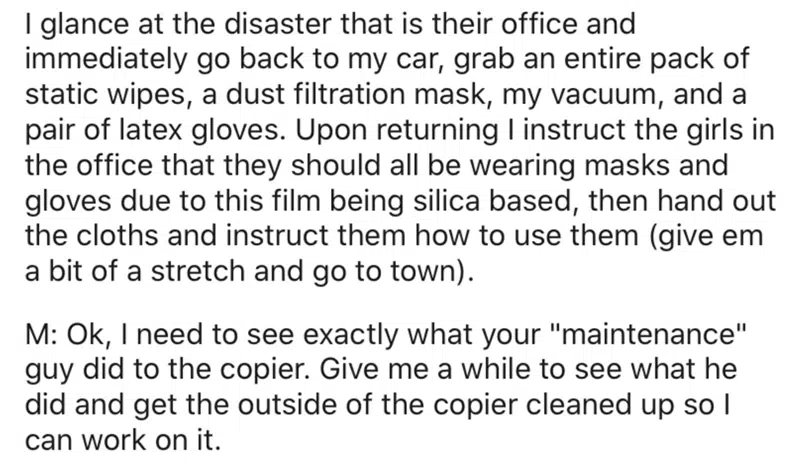 I glance at the disaster that is their office and
immediately go back to my car, grab an entire pack of
static wipes, a dust filtration mask, my vacuum, and a
pair of latex gloves. Upon returning I instruct the girls in
the office that they should all be wearing masks and
gloves due to this film being silica based, then hand out
the cloths and instruct them how to use them (give em
a bit of a stretch and go to town).
M: Ok, I need to see exactly what your "maintenance"
guy did to the copier. Give me a while to see what he
did and get the outside of the copier cleaned up so I
can work on it.